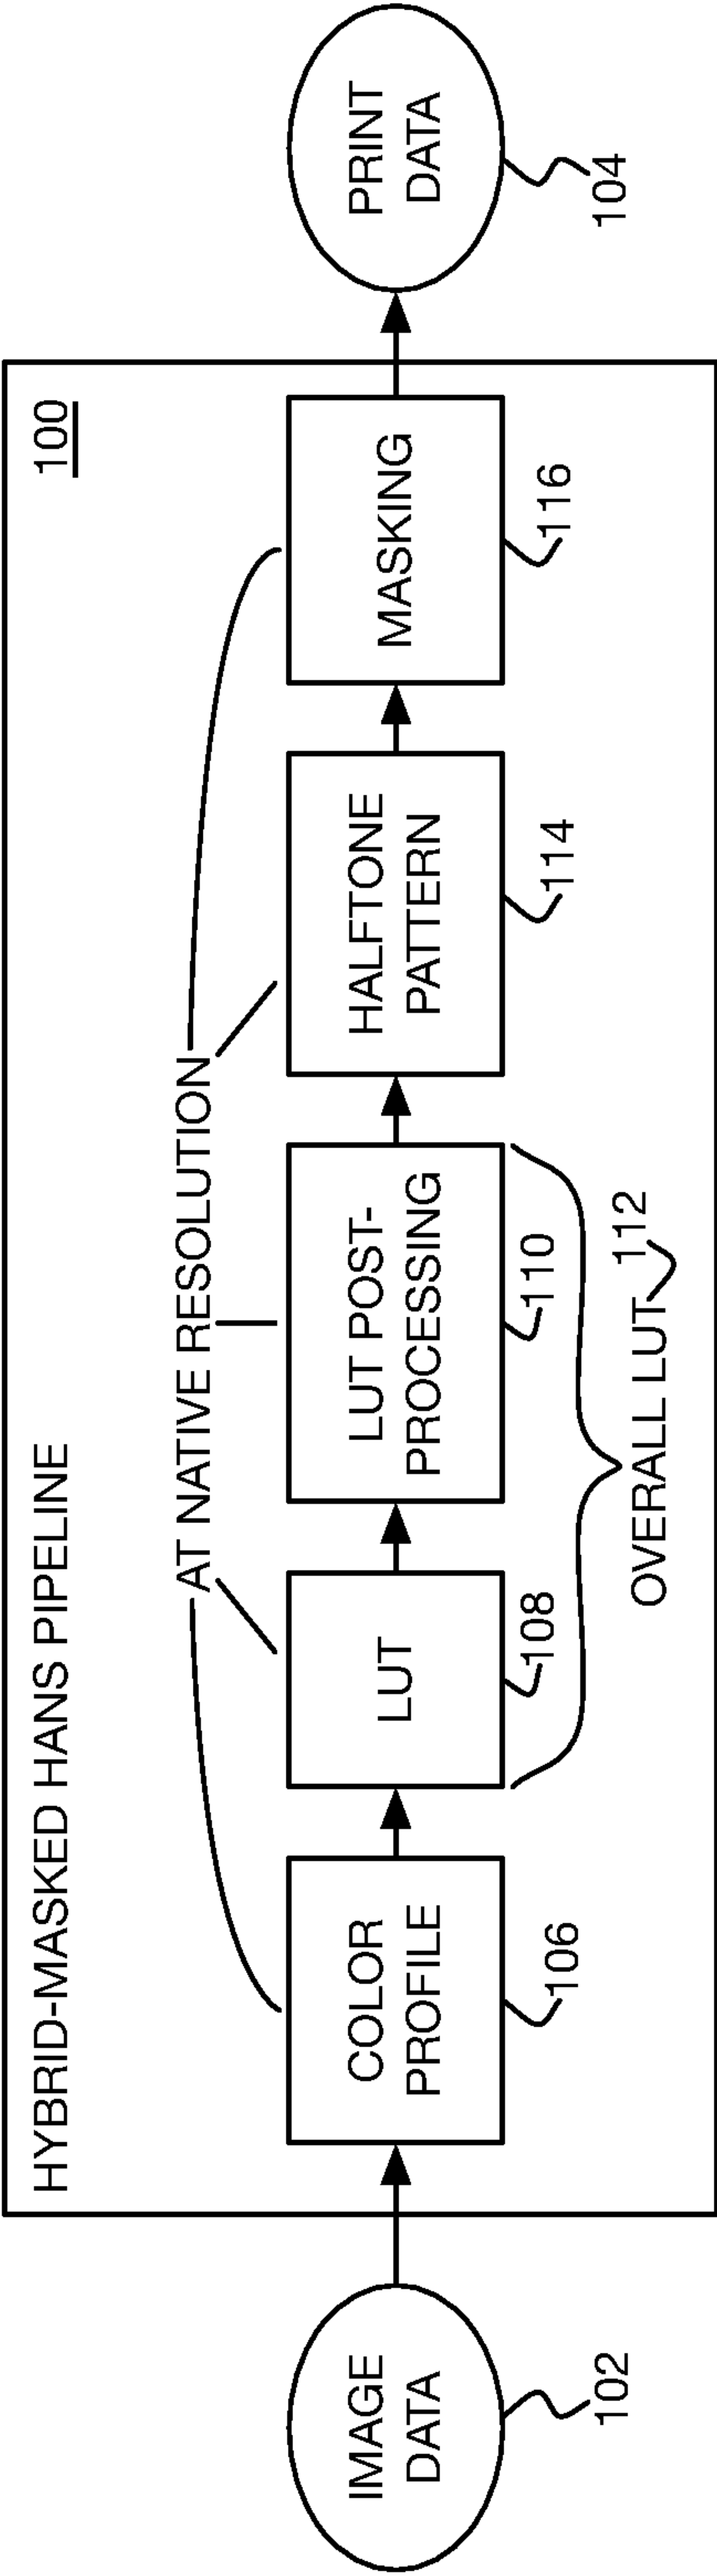 HYBRID-MASKED HANS PIPELINE
100
AT NATIVE RESOLUTION
IMAGE
DATA
102
COLOR
PROFILE
106
LUT
108
LUT POST-
PROCESSING
110
OVERALL LUT 112
HALFTONE
PATTERN
114
MASKING
116
PRINT
DATA
104